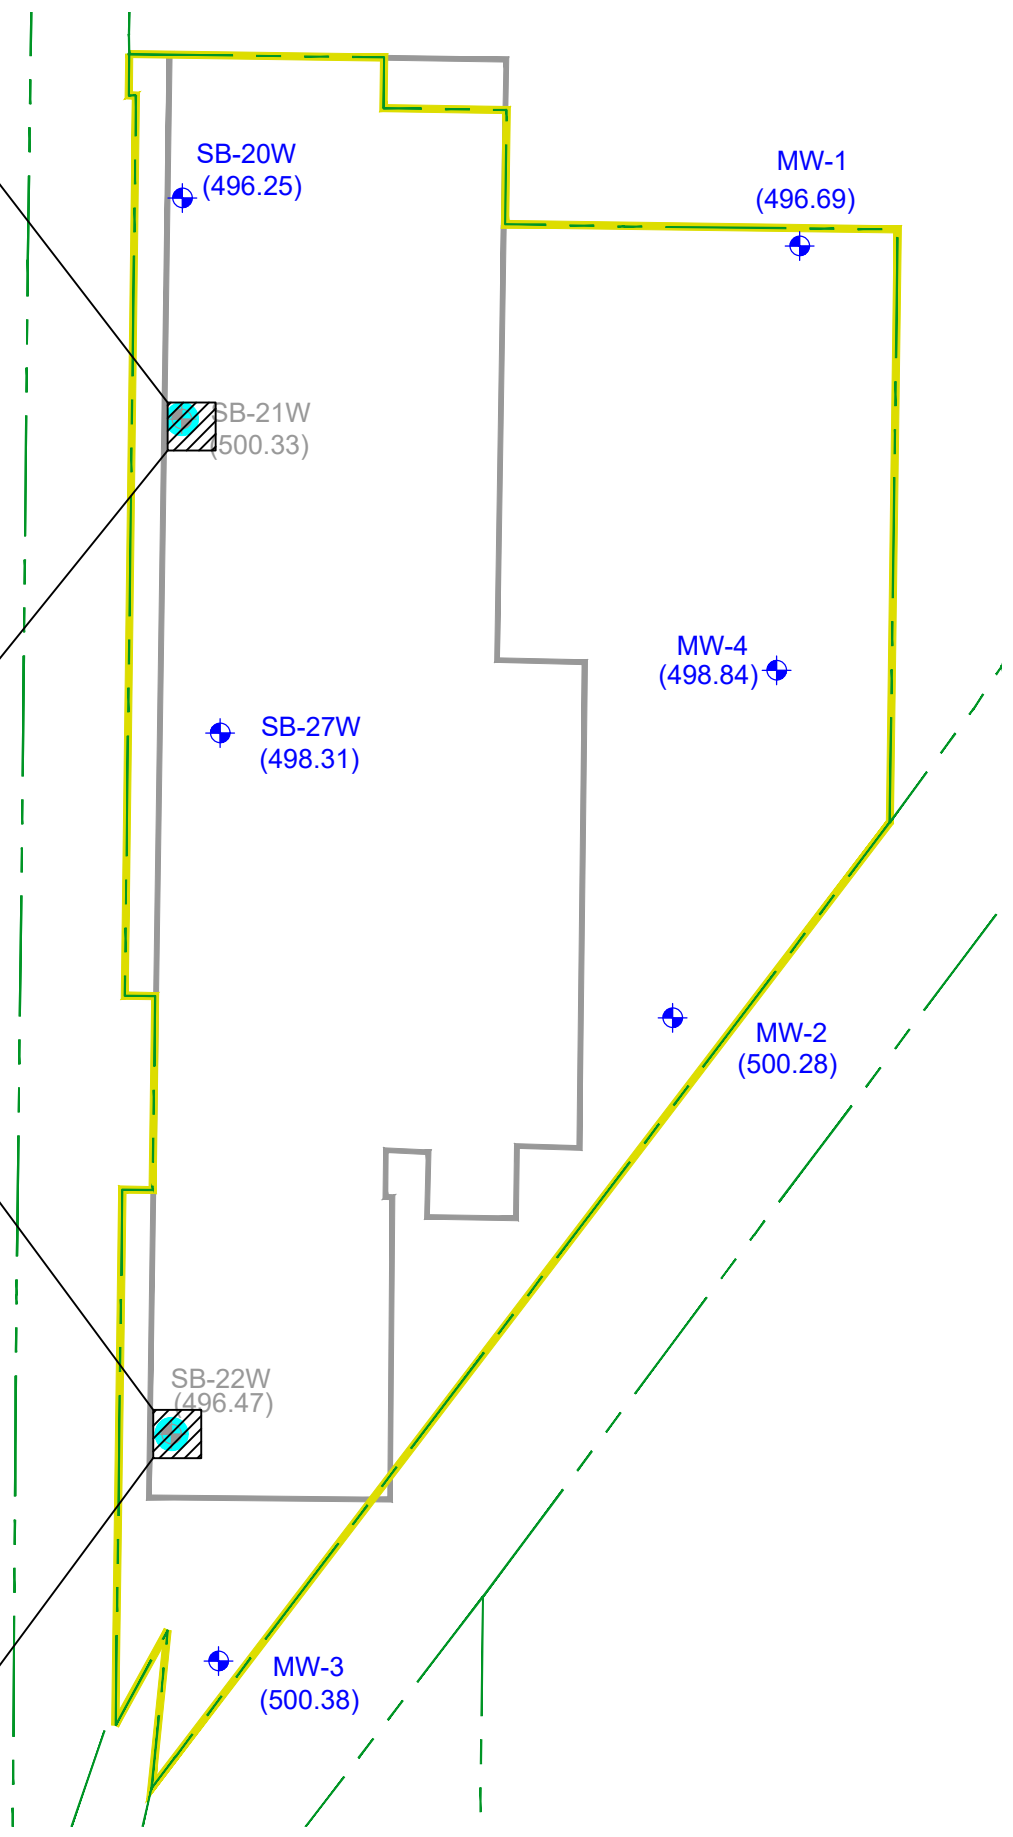 SB-20W
(496.25)
MW-1
(496.69)
SB-21W
(500.33)
MW-4
(498.84)
SB-27W
(498.31)
MW-2
(500.28)
SB-22W
(496.47)
MW-3
(500.38)